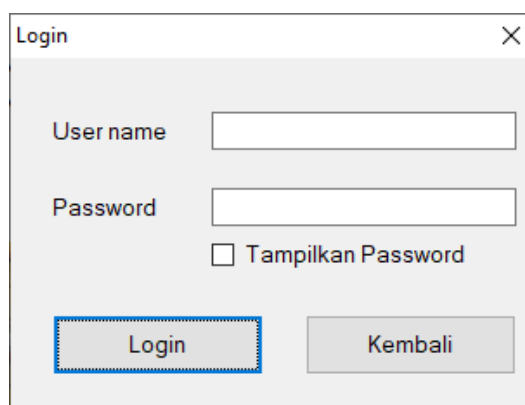 Login
User name
Password
Tampilkan Password
Login Kembali